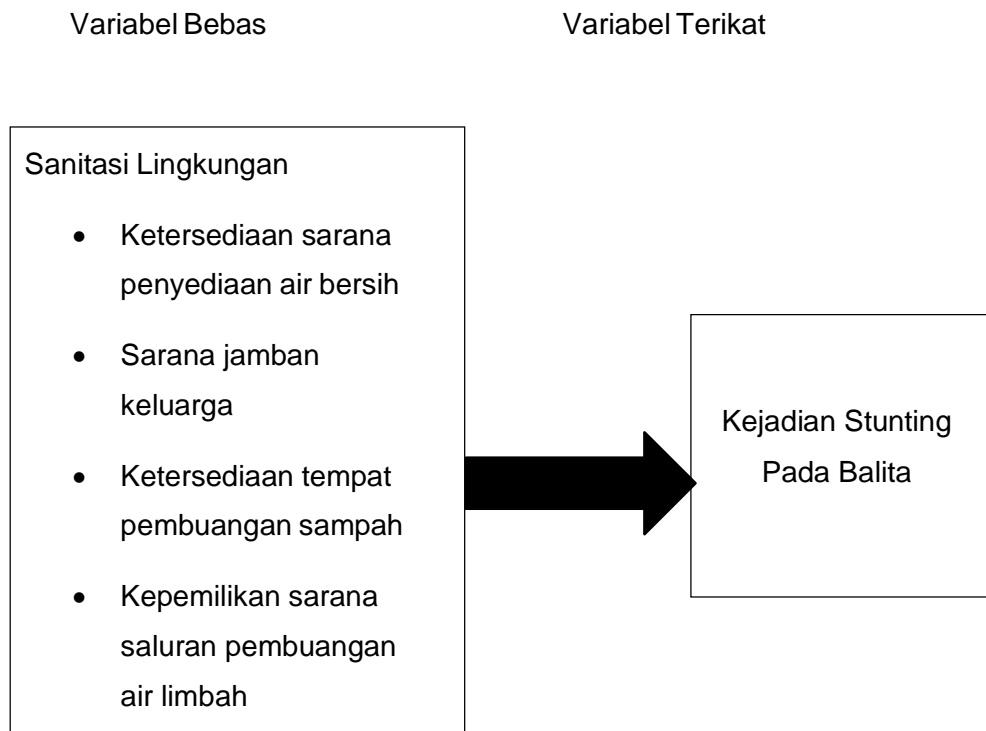 Variabel Bebas
Variabel Terikat
Sanitasi Lingkungan
• Ketersediaan sarana
penyediaan air bersih
• Sarana jamban
keluarga
• Ketersediaan tempat
pembuangan sampah
• Kepemilikan sarana
saluran pembuangan
air limbah
Kejadian Stunting
Pada Balita